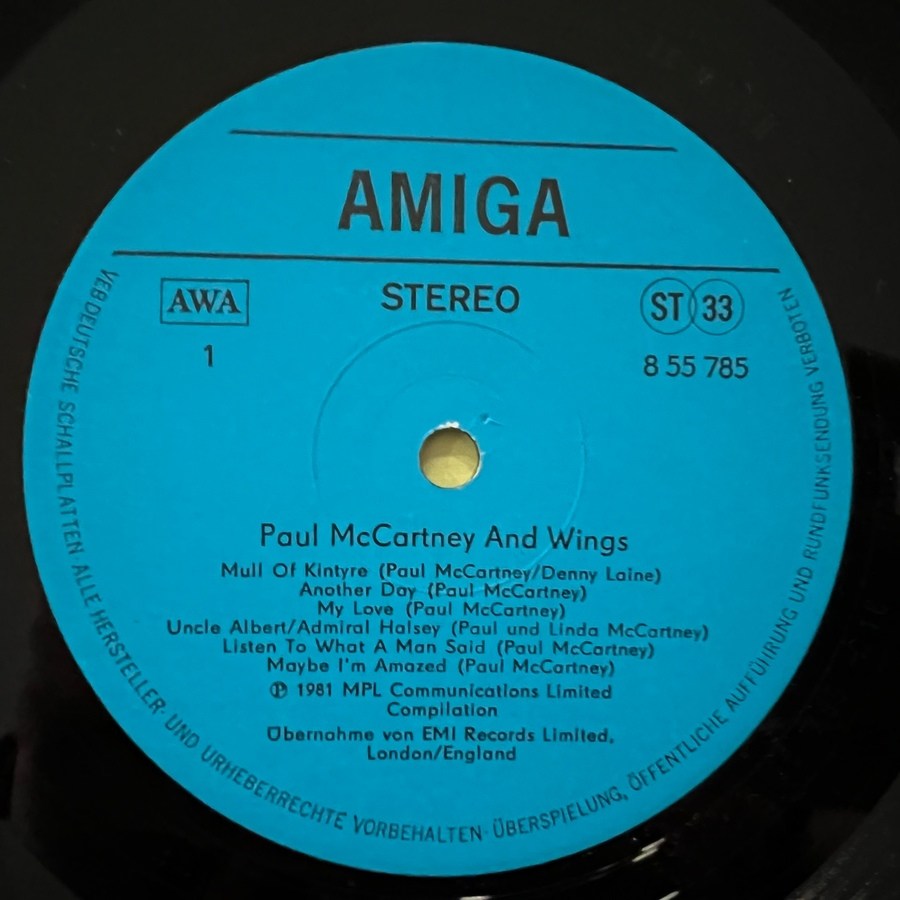 AMIGA
AWA
STEREO
ST 33
1
8 55 785
Paul McCartney And Wings
Mull Of Kintyre (Paul McCartney/Denny Laine)
Another Day (Paul McCartney)
My Love (Paul McCartney)
Uncle Albert/Admiral Halsey (Paul und Linda McCartney)
Listen To What A Man Said (Paul McCartney)
Maybe I'm Amazed (Paul McCartney)
℗ 1981 MPL Communications Limited
Compilation
Übernahme von EMI Records Limited,
London/England
VEB DEUTSCHE SCHALLPLATTEN ALLE HERSTELLER- UND URHEBERRECHTE VORBEHALTEN · ÜBERSPIELUNG, ÖFFENTLICHE AUFFÜHRUNG UND RUNDFUNKSENDUNG VERBOTEN